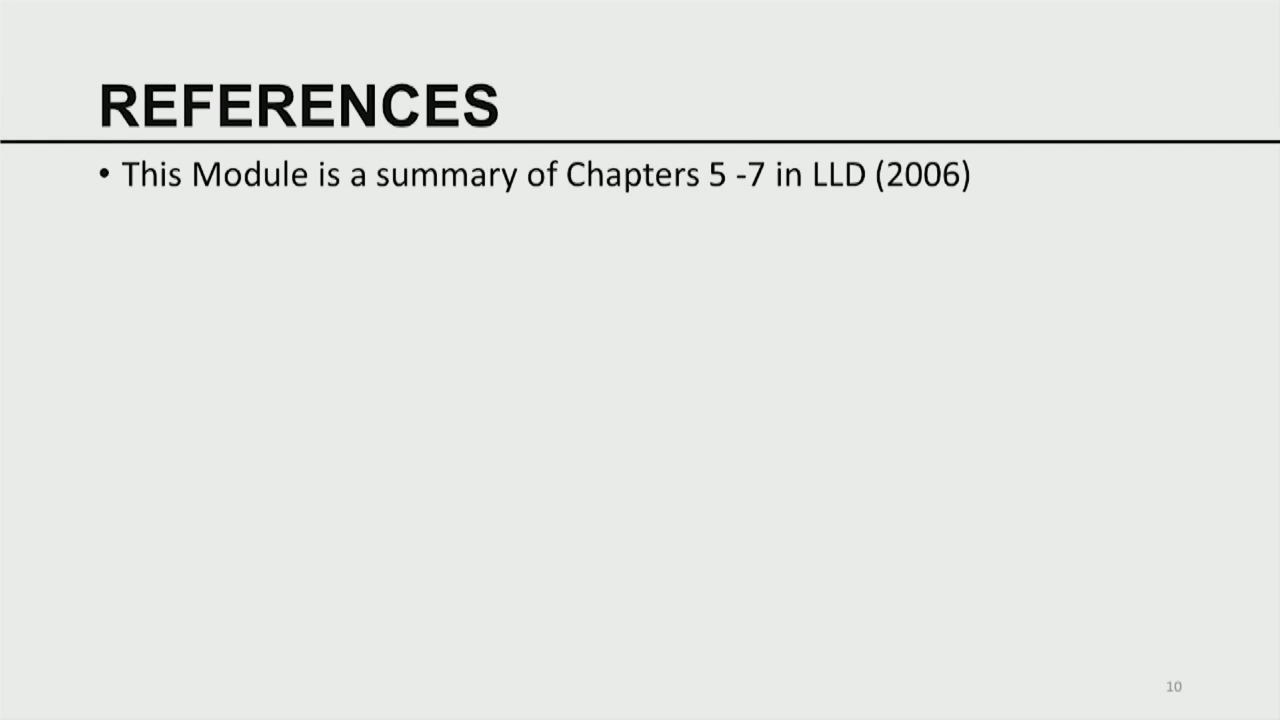 REFERENCES
• This Module is a summary of Chapters 5 -7 in LLD (2006)
10